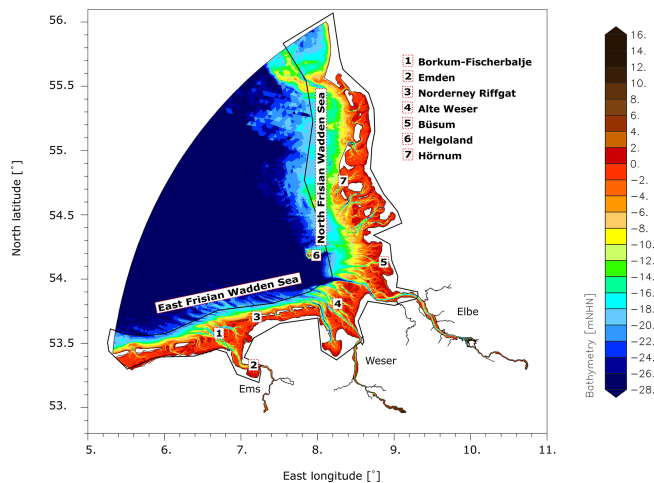 56.
55.5
55.
54.5
54.
53.5
53.
North latitude [°]
5.
6.
7.
8.
9.
10.
11.
East longitude [°]
1 Borkum-Fischerbalje
2 Emden
3 Norderney Riffgat
4 Alte Weser
5 Büsum
6 Helgoland
7 Hörnum
North Frisian Wadden Sea
East Frisian Wadden Sea
7
6
5
4
3
1
2
Elbe
Weser
Ems
16.
14.
12.
10.
8.
6.
4.
2.
0.
−2.
−4.
−6.
−8.
−10.
−12.
−14.
−16.
−18.
−20.
−22.
−24.
−26.
−28.
Bathymetry [mNHN]